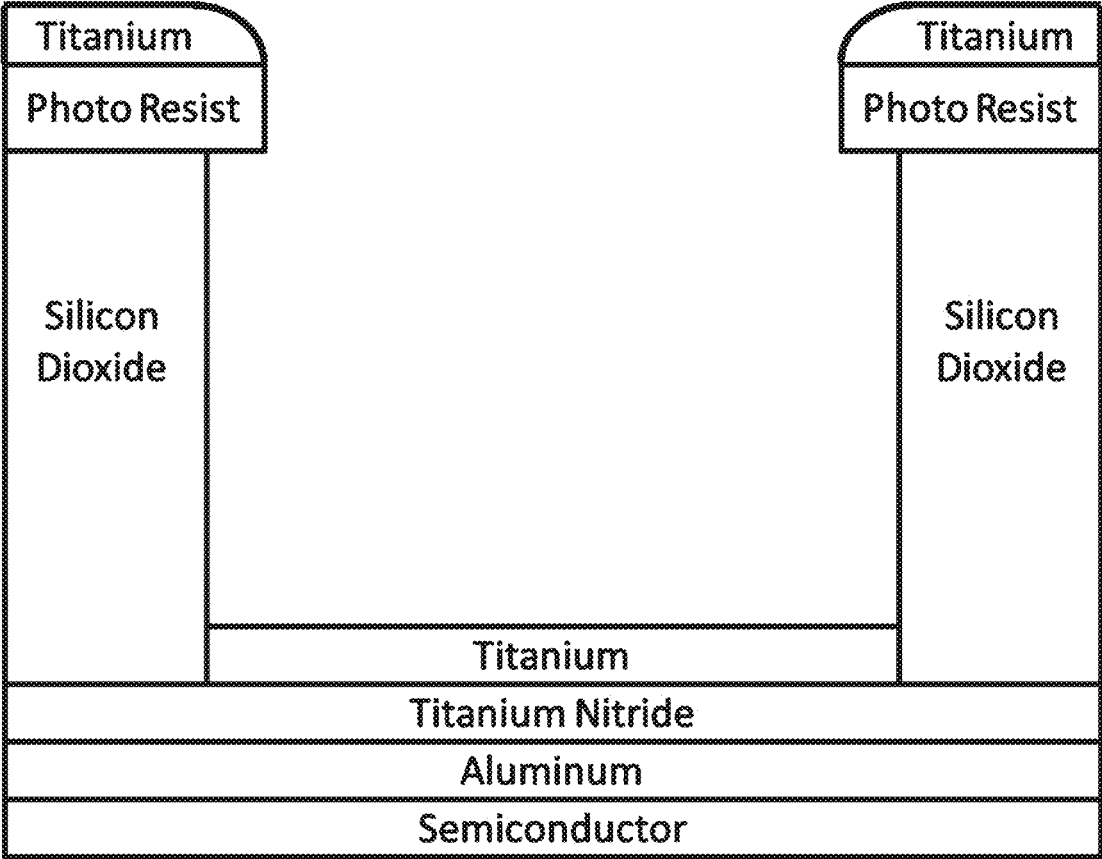 Titanium
Titanium
Photo Resist
Photo Resist
Silicon
Dioxide
Silicon
Dioxide
Titanium
Titanium Nitride
Aluminum
Semiconductor